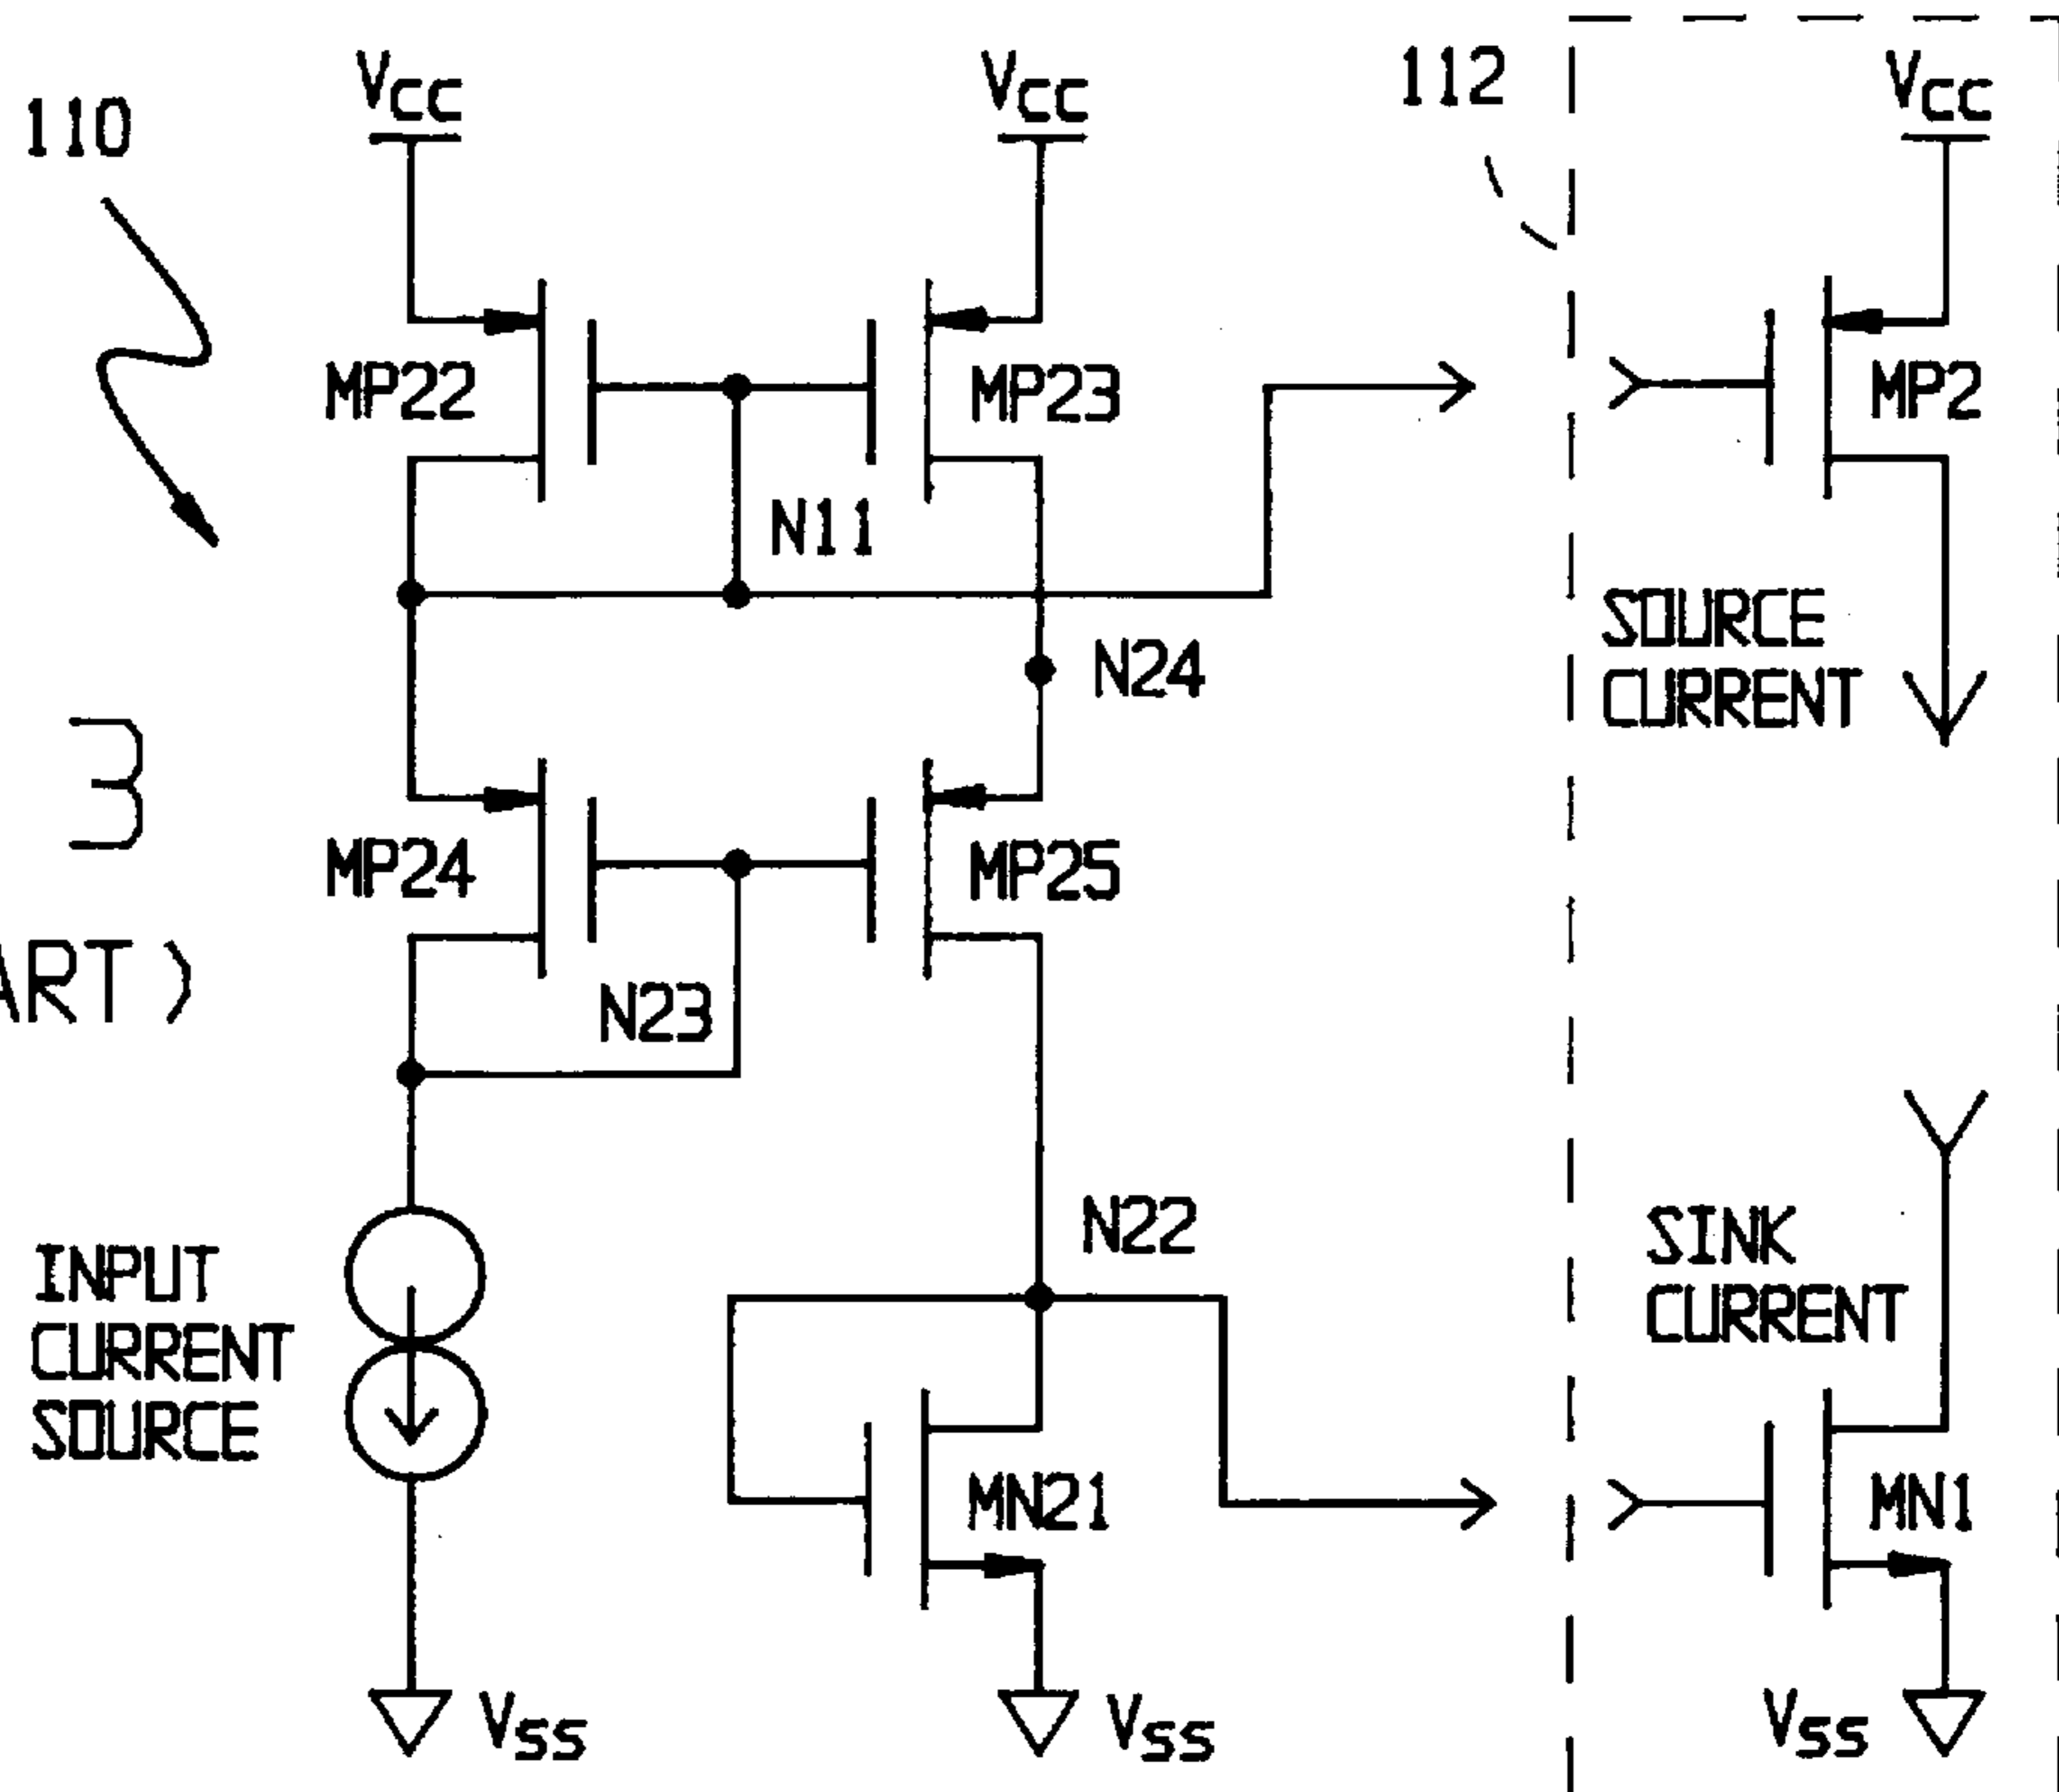 110
VCC
VCC
112
VCC
MP22
MP23
MP2
N11
N24
SOURCE
CURRENT
3
MP24
MP25
ART)
N23
N22
INPUT
CURRENT
SOURCE
SINK
CURRENT
MN21
MN1
VSS
VSS
VSS